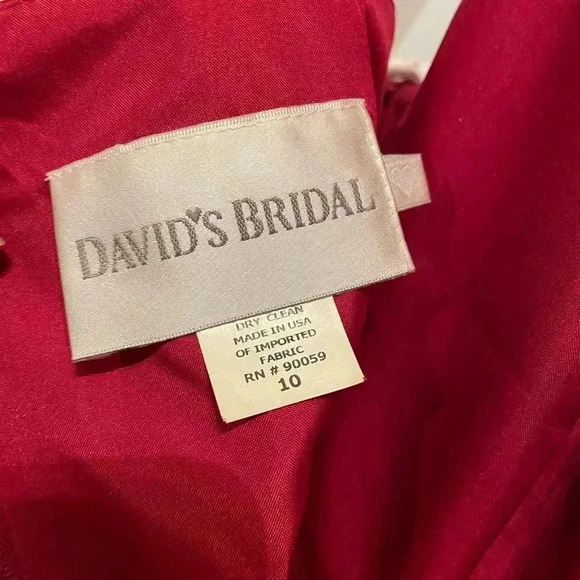 DAVID'S BRIDAL
DRY CLEAN
MADE IN USA
OF IMPORTED
FABRIC
RN # 90059
10